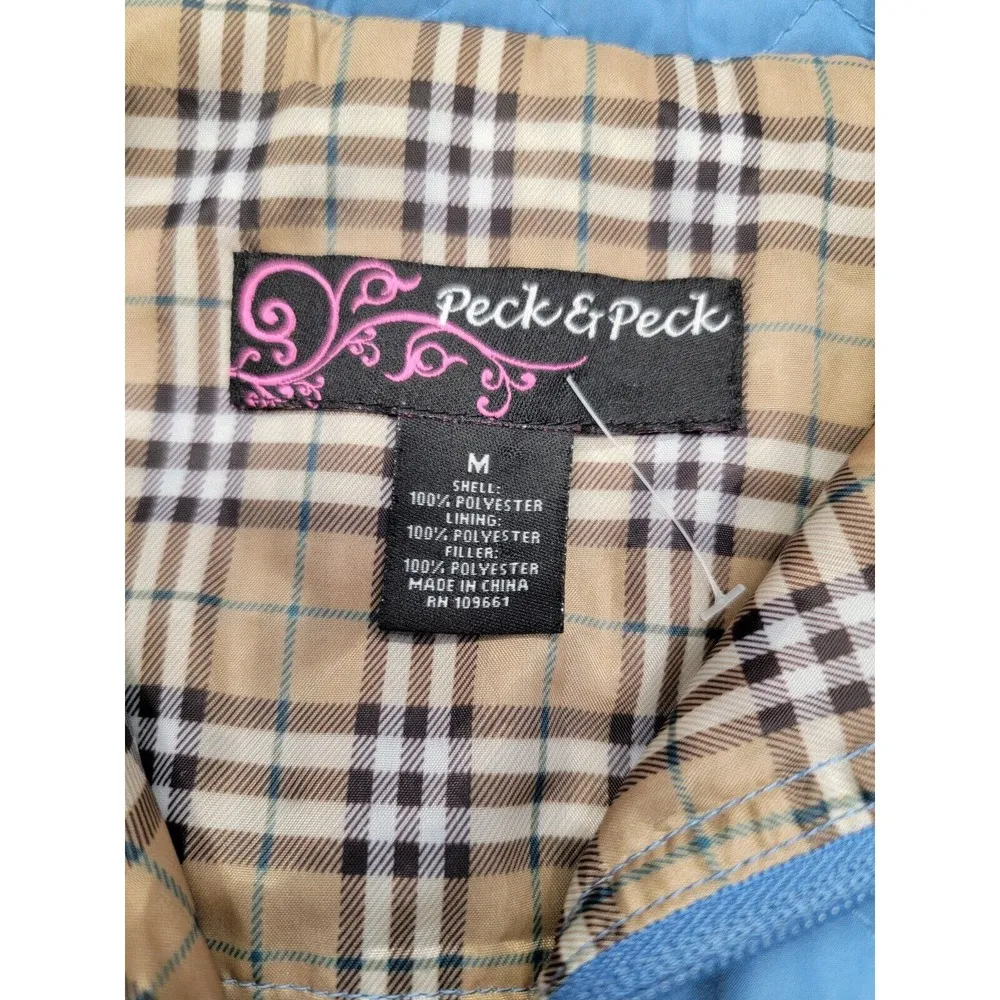 Peck & Peck
M
SHELL:
100% POLYESTER
LINING:
100% POLYESTER
FILLER:
100% POLYESTER
MADE IN CHINA
RN 109661